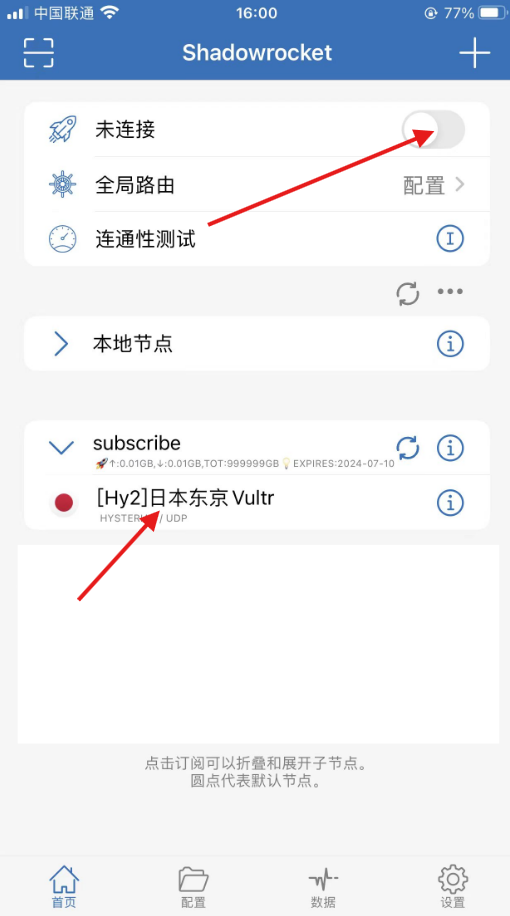 中国联通
16:00
77%
Shadowrocket
未连接
全局路由
配置
连通性测试
本地节点
subscribe
🚀↑:0.01GB,↓:0.01GB,TOT:999999GB💡EXPIRES:2024-07-10
[Hy2]日本东京 Vultr
/ UDP
点击订阅可以折叠和展开子节点。
圆点代表默认节点。
首页
配置
数据
设置